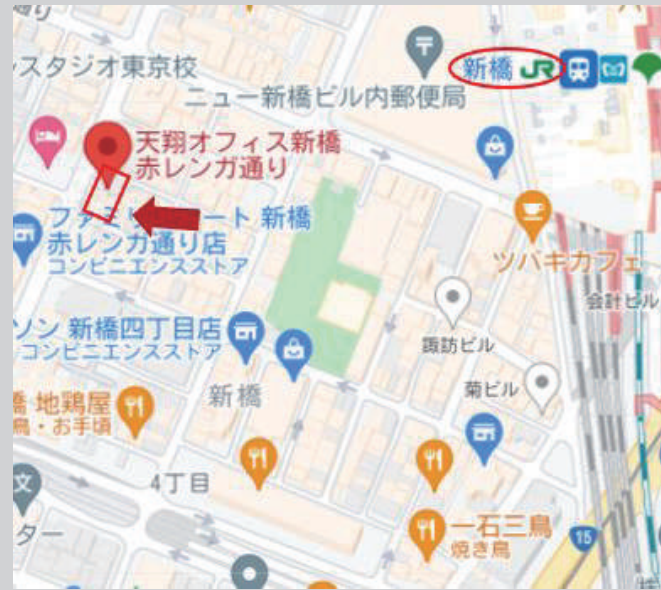 スタジオ東京校
新橋 JR
ニュー新橋ビル内郵便局
天翔オフィス新橋
赤レンガ通り
ファミリーマート 新橋
赤レンガ通り店
コンビニエンスストア
ツバキカフェ
会計ビル
諏訪ビル
ソン 新橋四丁目店
コンビニエンスストア
菊ビル
新橋
地鶏屋
鳥・お手頃
4丁目
文
ター
一石三鳥
焼き鳥
15